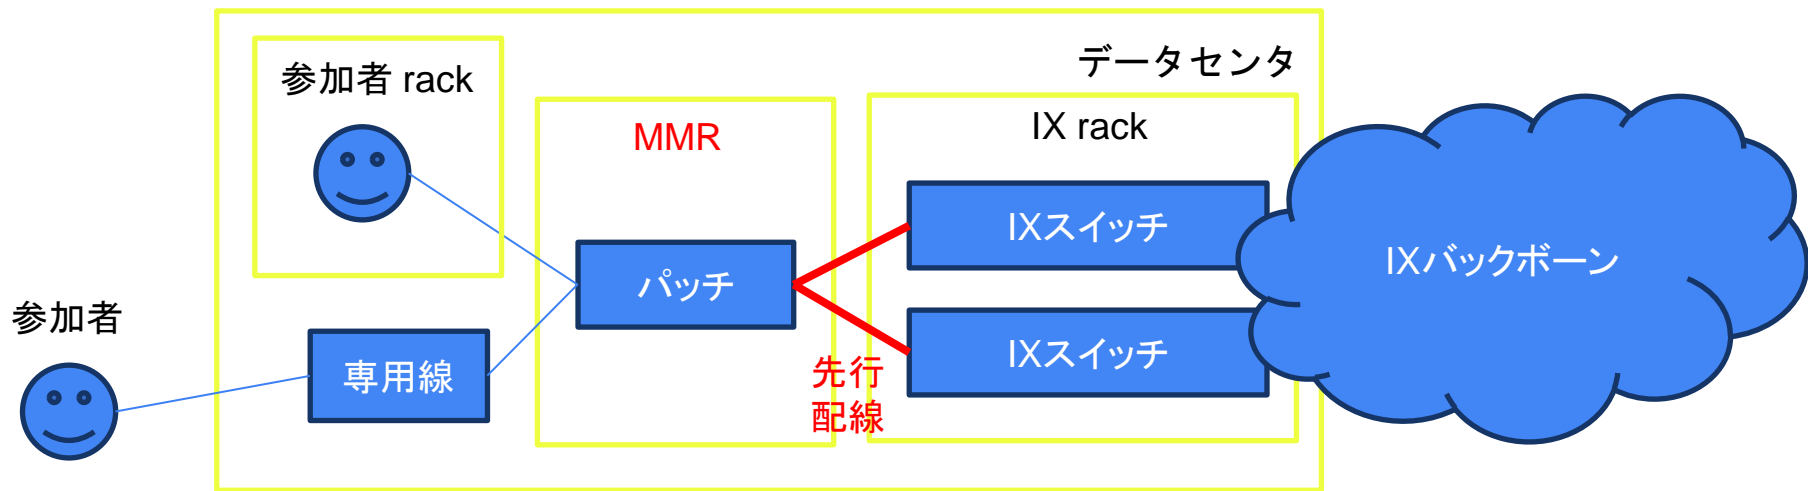 データセンタ
参加者 rack
MMR
IX rack
IXスイッチ
パッチ
IXバックボーン
参加者
専用線
IXスイッチ
先行
配線